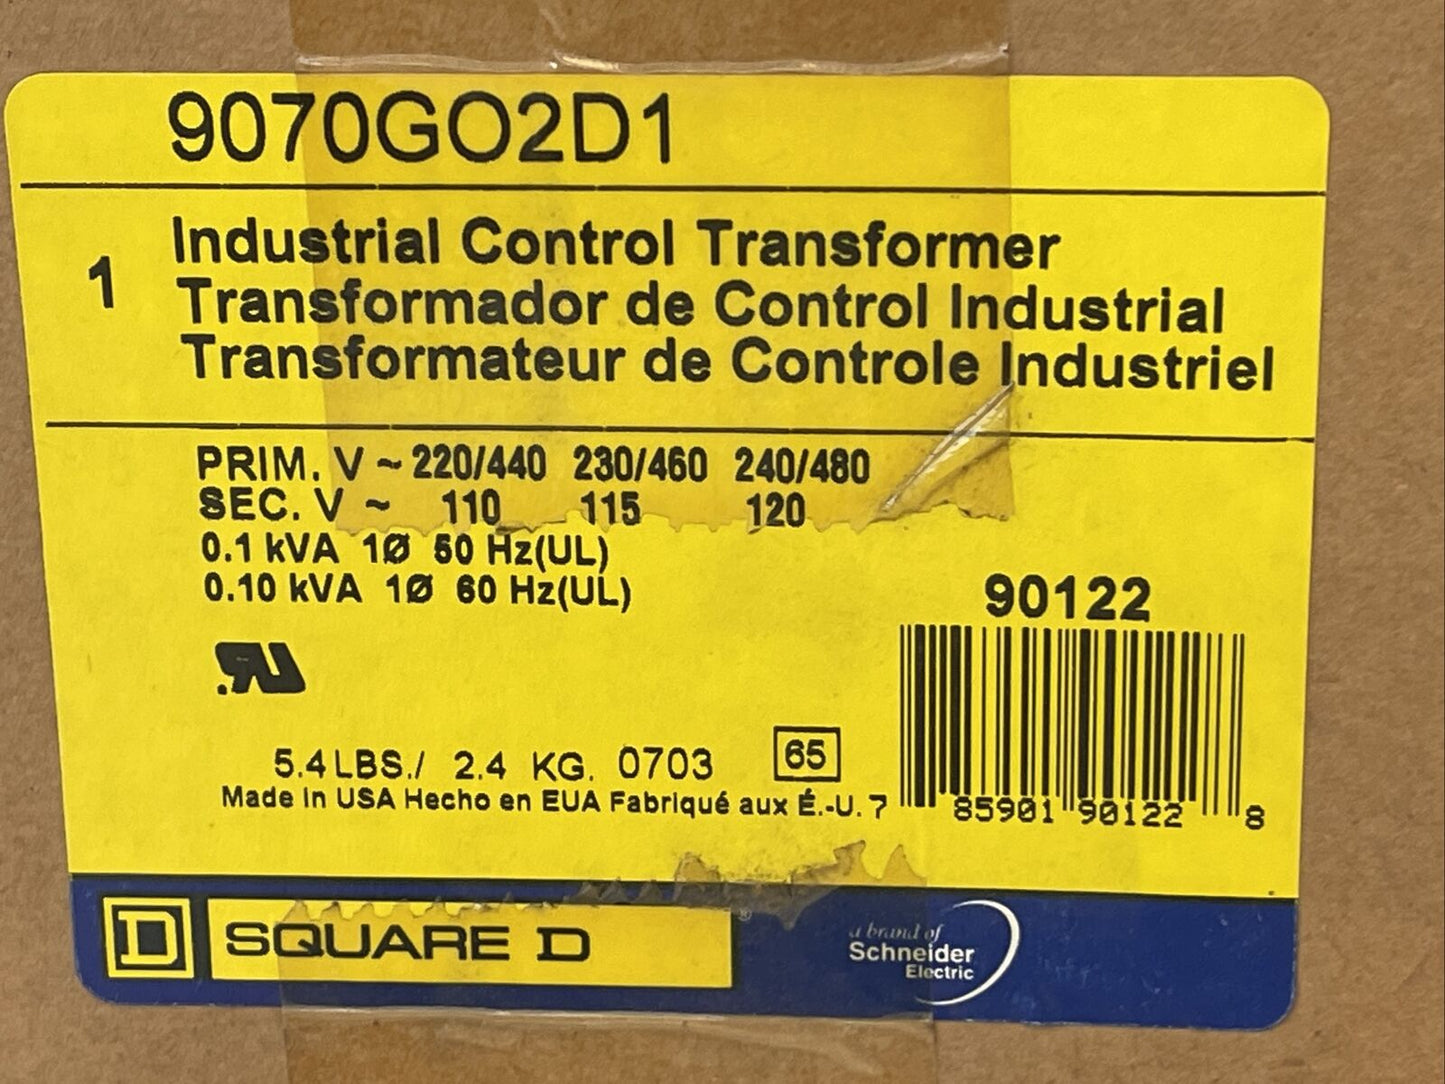 9070GO2D1
1
Industrial Control Transformer
Transformador de Control Industrial
Transformateur de Controle Industriel
PRIM. V ~ 220/440 230/460 240/480
SEC. V ~ 110 115 120
0.1 kVA 1Ø 50 Hz(UL)
0.10 kVA 1Ø 60 Hz(UL)
90122
5.4 LBS./ 2.4 KG. 0703 65
Made in USA Hecho en EUA Fabriqué aux É.-U.
7 85901 90122 8
D SQUARE D ®
a brand of
Schneider
Electric